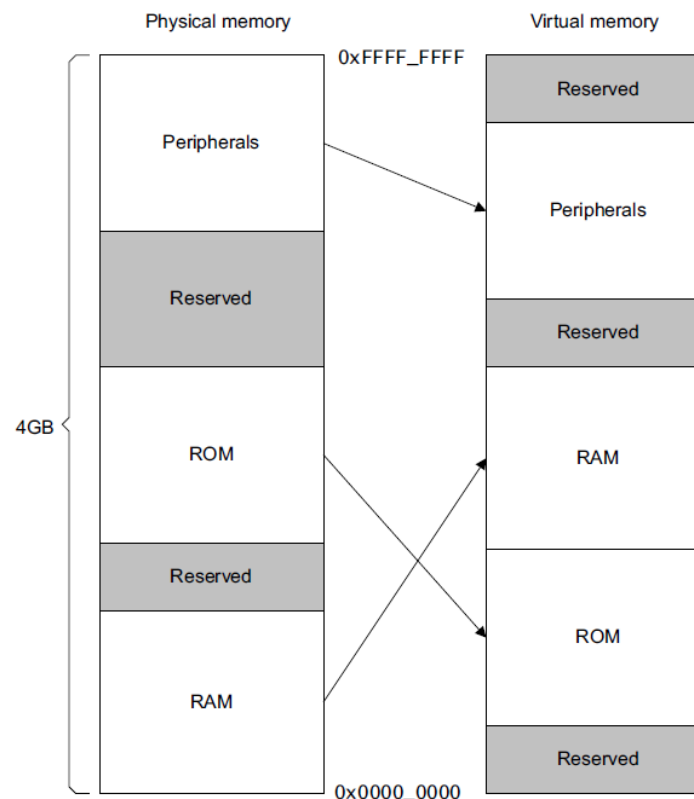 Physical memory
Virtual memory
0xFFFF_FFFF
Reserved
Peripherals
Peripherals
Reserved
Reserved
4GB
ROM
RAM
Reserved
ROM
RAM
Reserved
0x0000_0000